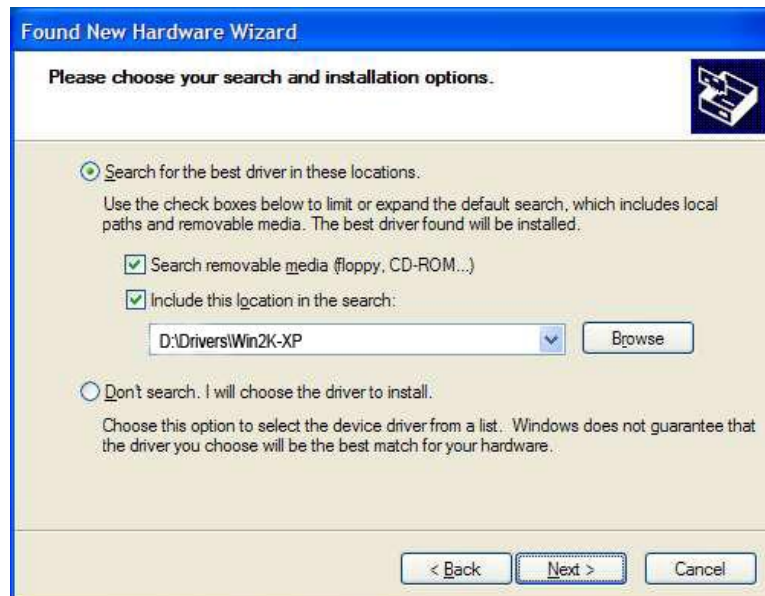 Found New Hardware Wizard
Please choose your search and installation options.
Search for the best driver in these locations.
Use the check boxes below to limit or expand the default search, which includes local
paths and removable media. The best driver found will be installed.
Search removable media (floppy, CD-ROM...)
Include this location in the search:
D:\Drivers\Win2K-XP
Browse
Don't search. I will choose the driver to install.
Choose this option to select the device driver from a list. Windows does not guarantee that
the driver you choose will be the best match for your hardware.
< Back
Next >
Cancel